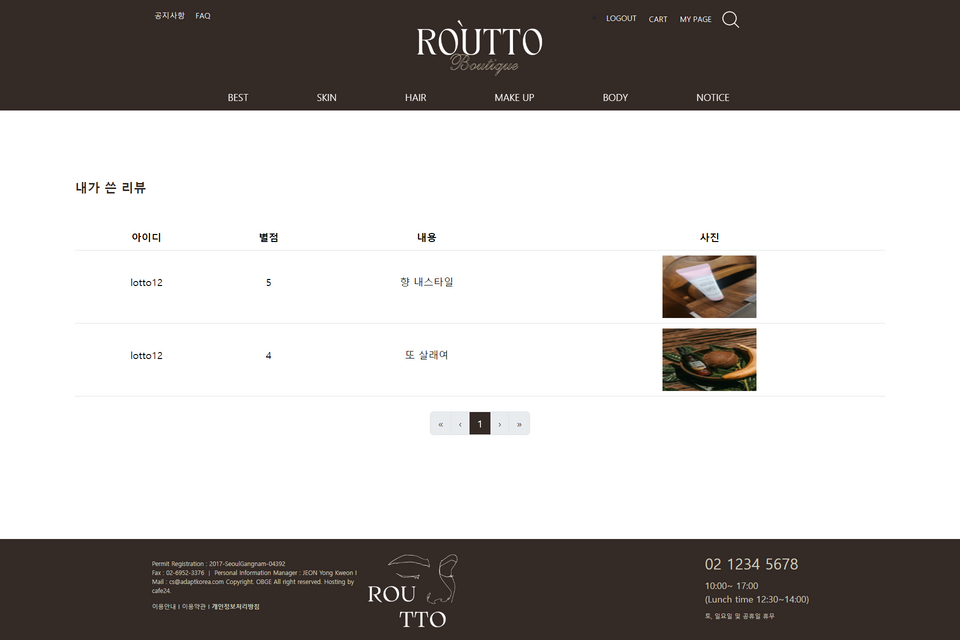 공지사항 FAQ
LOGOUT CART MY PAGE
ROÙTTO
Boutique
BEST SKIN HAIR MAKE UP BODY NOTICE
내가 쓴 리뷰
아이디 별점 내용 사진
lotto12 5 향 내스타일
lotto12 4 또 살래여
« ‹ 1 › »
Permit Registration : 2017-SeoulGangnam-04392
Fax : 02-6952-3376 | Personal Information Manager : JEON Yong Kweon I
Mail : cs@adaptkorea.com Copyright. OBGE All right reserved. Hosting by
cafe24.
이용안내 I 이용약관 I 개인정보처리방침
ROU
TTO
02 1234 5678
10:00~ 17:00
(Lunch time 12:30~14:00)
토, 일요일 및 공휴일 휴무